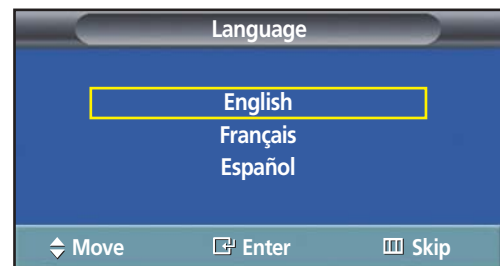 Language
English
Français
Español
Move Enter Skip